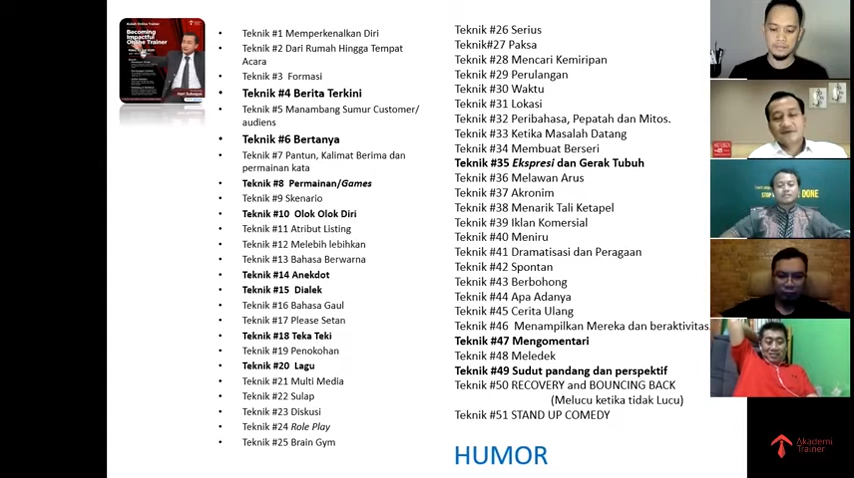 Becoming
Impactful
Online Trainer
Teknik #1 Memperkenalkan Diri
Teknik #2 Dari Rumah Hingga Tempat
Acara
Teknik #3 Formasi
Teknik #4 Berita Terkini
Teknik #5 Manambang Sumur Customer/
audiens
Teknik #6 Bertanya
Teknik #7 Pantun, Kalimat Berima dan
permainan kata
Teknik #8 Permainan/Games
Teknik #9 Skenario
Teknik #10 Olok Olok Diri
Teknik #11 Atribut Listing
Teknik #12 Melebih lebihkan
Teknik #13 Bahasa Berwarna
Teknik #14 Anekdot
Teknik #15 Dialek
Teknik #16 Bahasa Gaul
Teknik #17 Please Setan
Teknik #18 Teka Teki
Teknik #19 Penokohan
Teknik #20 Lagu
Teknik #21 Multi Media
Teknik #22 Sulap
Teknik #23 Diskusi
Teknik #24 Role Play
Teknik #25 Brain Gym
Teknik #26 Serius
Teknik#27 Paksa
Teknik #28 Mencari Kemiripan
Teknik #29 Perulangan
Teknik #30 Waktu
Teknik #31 Lokasi
Teknik #32 Peribahasa, Pepatah dan Mitos.
Teknik #33 Ketika Masalah Datang
Teknik #34 Membuat Berseri
Teknik #35 Ekspresi dan Gerak Tubuh
Teknik #36 Melawan Arus
Teknik #37 Akronim
Teknik #38 Menarik Tali Ketapel
Teknik #39 Iklan Komersial
Teknik #40 Meniru
Teknik #41 Dramatisasi dan Peragaan
Teknik #42 Spontan
Teknik #43 Berbohong
Teknik #44 Apa Adanya
Teknik #45 Cerita Ulang
Teknik #46 Menampilkan Mereka dan beraktivitas
Teknik #47 Mengomentari
Teknik #48 Meledek
Teknik #49 Sudut pandang dan perspektif
Teknik #50 RECOVERY and BOUNCING BACK
(Melucu ketika tidak Lucu)
Teknik #51 STAND UP COMEDY
HUMOR
DONE
Akademi
Trainer